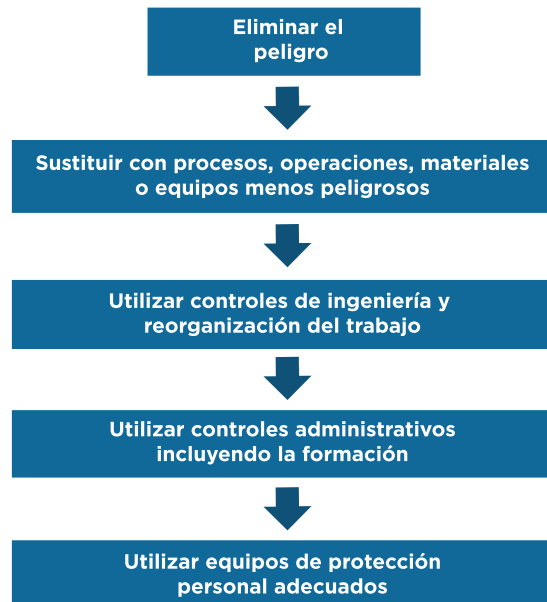 Eliminar el
peligro
Sustituir con procesos, operaciones, materiales
o equipos menos peligrosos
Utilizar controles de ingeniería y
reorganización del trabajo
Utilizar controles administrativos
incluyendo la formación
Utilizar equipos de protección
personal adecuados